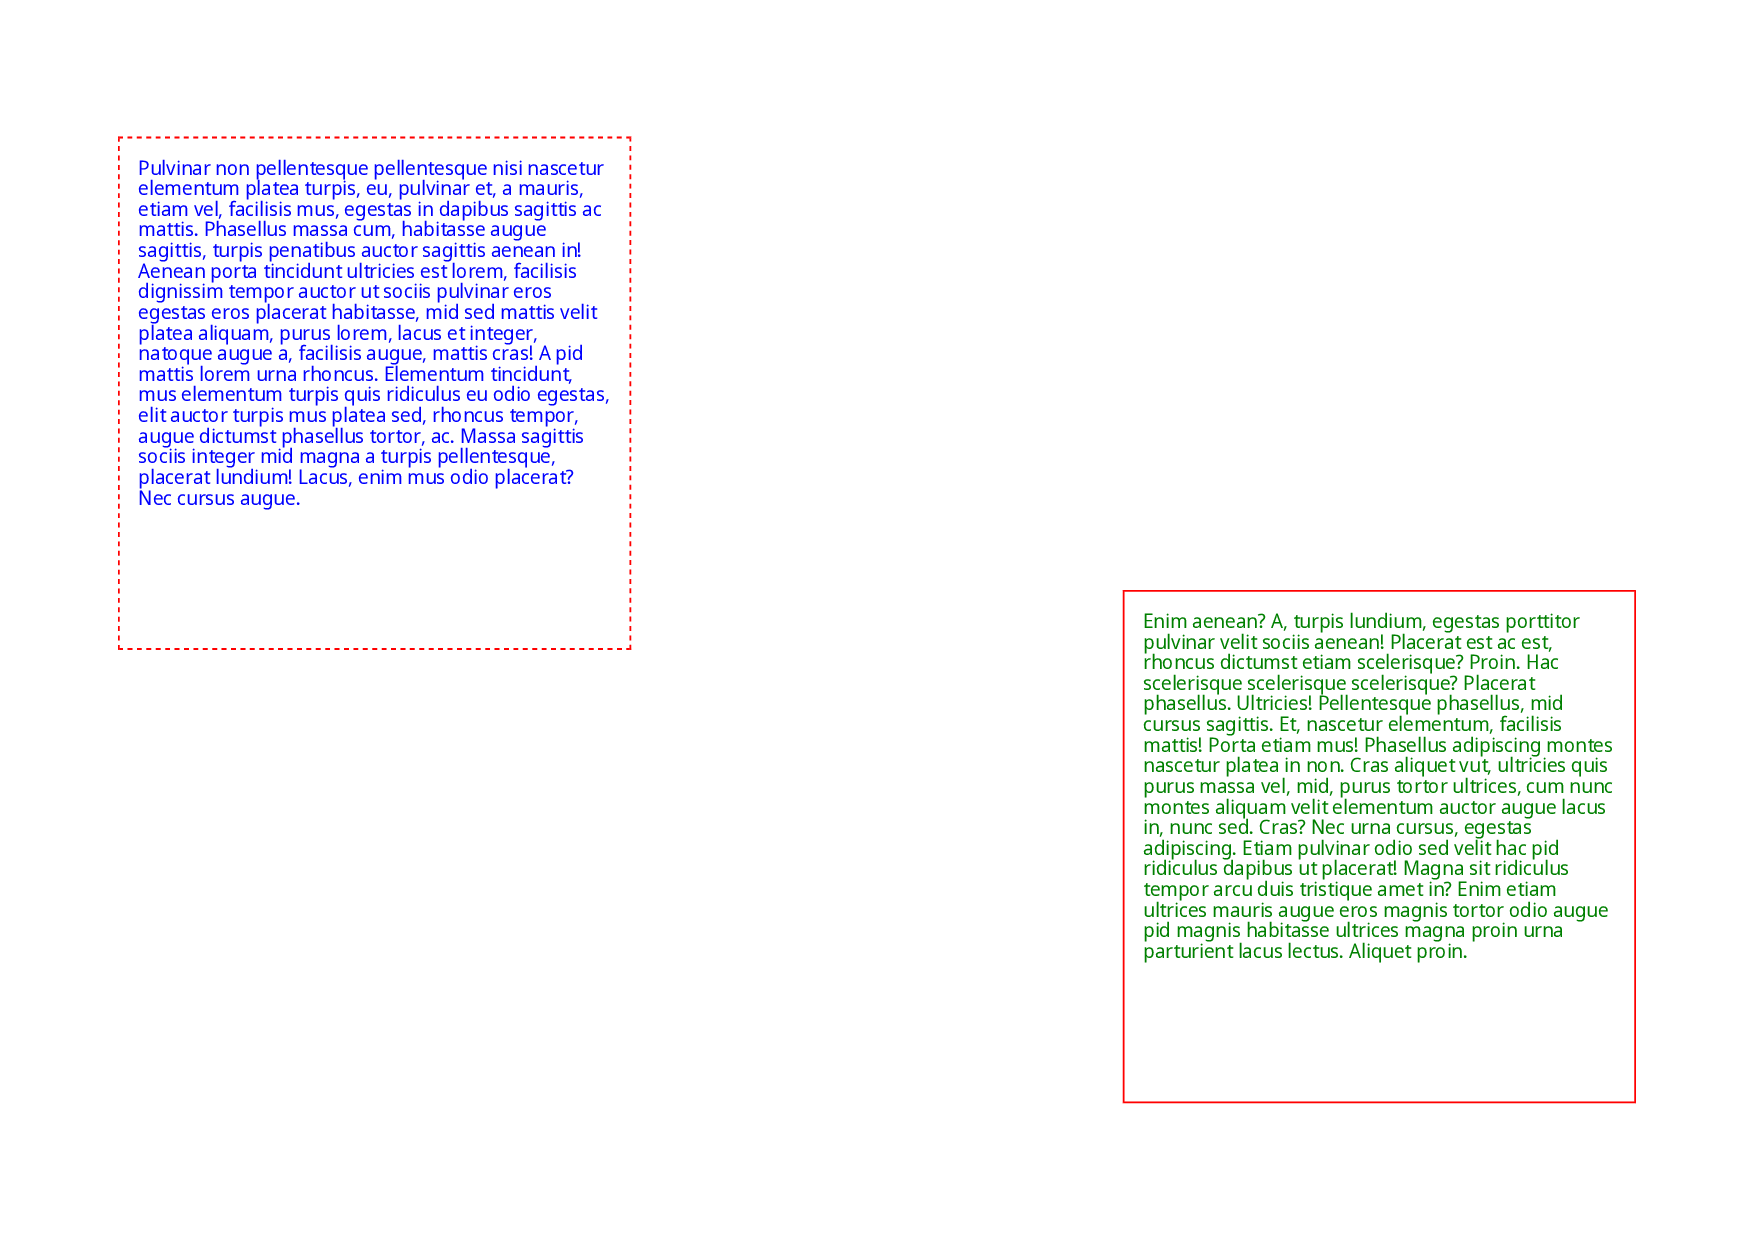 Pulvinar non pellentesque pellentesque nisi nascetur
elementum platea turpis, eu, pulvinar et, a mauris,
etiam vel, facilisis mus, egestas in dapibus sagittis ac
mattis. Phasellus massa cum, habitasse augue
sagittis, turpis penatibus auctor sagittis aenean in!
Aenean porta tincidunt ultricies est lorem, facilisis
dignissim tempor auctor ut sociis pulvinar eros
egestas eros placerat habitasse, mid sed mattis velit
platea aliquam, purus lorem, lacus et integer,
natoque augue a, facilisis augue, mattis cras! A pid
mattis lorem urna rhoncus. Elementum tincidunt,
mus elementum turpis quis ridiculus eu odio egestas,
elit auctor turpis mus platea sed, rhoncus tempor,
augue dictumst phasellus tortor, ac. Massa sagittis
sociis integer mid magna a turpis pellentesque,
placerat lundium! Lacus, enim mus odio placerat?
Nec cursus augue.
Enim aenean? A, turpis lundium, egestas porttitor
pulvinar velit sociis aenean! Placerat est ac est,
rhoncus dictumst etiam scelerisque? Proin. Hac
scelerisque scelerisque scelerisque? Placerat
phasellus. Ultricies! Pellentesque phasellus, mid
cursus sagittis. Et, nascetur elementum, facilisis
mattis! Porta etiam mus! Phasellus adipiscing montes
nascetur platea in non. Cras aliquet vut, ultricies quis
purus massa vel, mid, purus tortor ultrices, cum nunc
montes aliquam velit elementum auctor augue lacus
in, nunc sed. Cras? Nec urna cursus, egestas
adipiscing. Etiam pulvinar odio sed velit hac pid
ridiculus dapibus ut placerat! Magna sit ridiculus
tempor arcu duis tristique amet in? Enim etiam
ultrices mauris augue eros magnis tortor odio augue
pid magnis habitasse ultrices magna proin urna
parturient lacus lectus. Aliquet proin.